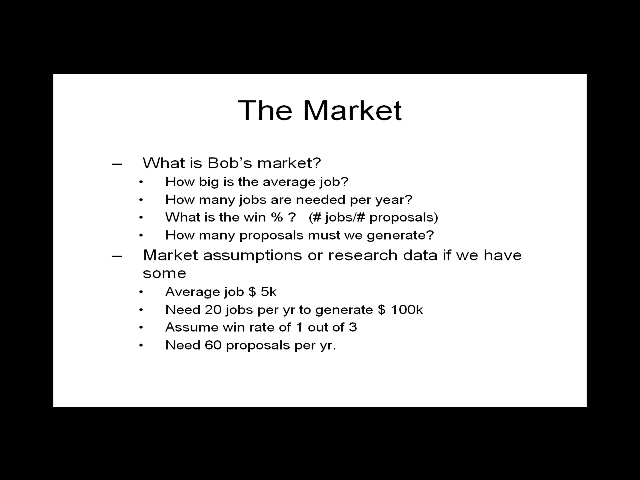 The Market
– What is Bob's market?
• How big is the average job?
• How many jobs are needed per year?
• What is the win % ? (# jobs/# proposals)
• How many proposals must we generate?
– Market assumptions or research data if we have
some
• Average job $ 5k
• Need 20 jobs per yr to generate $ 100k
• Assume win rate of 1 out of 3
• Need 60 proposals per yr.